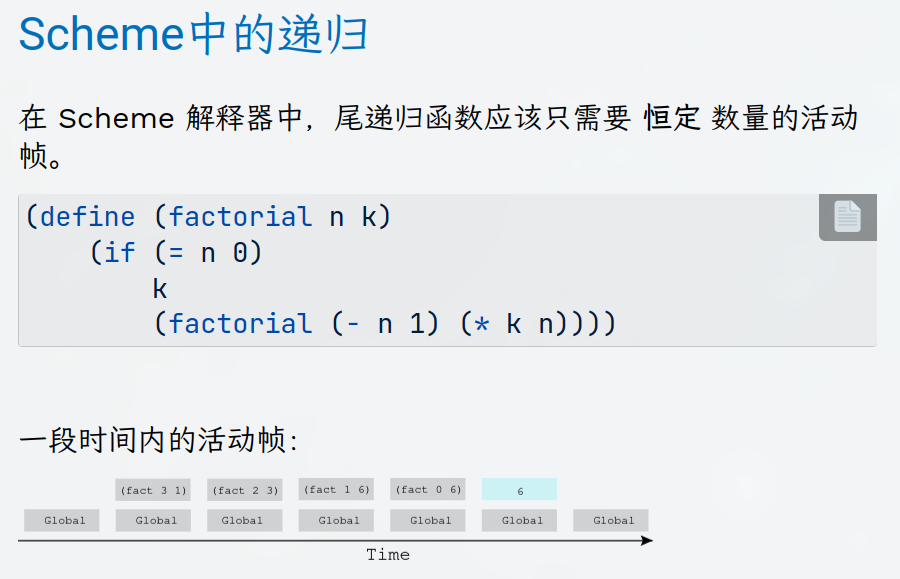 Scheme中的递归
在 Scheme 解释器中，尾递归函数应该只需要 恒定 数量的活动
帧。
(define (factorial n k)
    (if (= n 0)
        k
        (factorial (- n 1) (* k n))))
一段时间内的活动帧：
(fact 3 1) (fact 2 3) (fact 1 6) (fact 0 6) 6
Global Global Global Global Global Global Global
Time